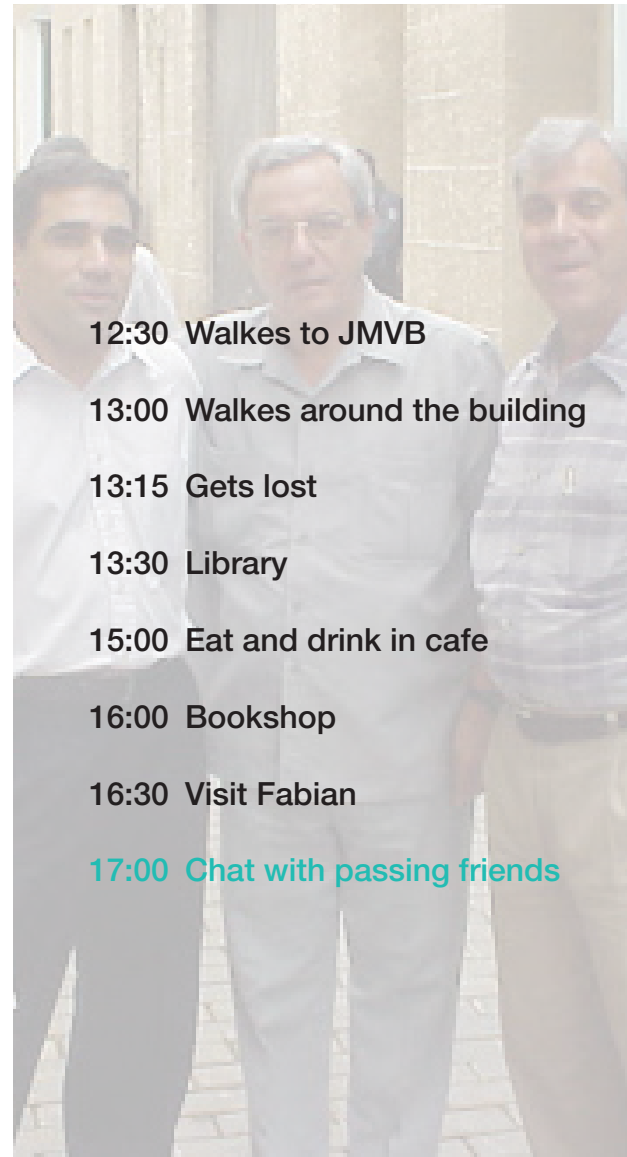 12:30 Walkes to JMVB
13:00 Walkes around the building
13:15 Gets lost
13:30 Library
15:00 Eat and drink in cafe
16:00 Bookshop
16:30 Visit Fabian
17:00 Chat with passing friends